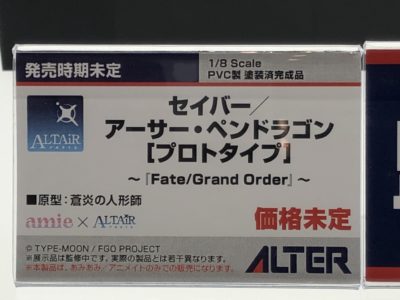 発売時期未定
1/8 Scale
PVC製 塗装済完成品
ALTAiR
セイバー／
アーサー・ペンドラゴン
[プロトタイプ]
～『Fate/Grand Order』～
■原型：蒼炎の人形師
amie × ALTAiR
価格未定
© TYPE-MOON / FGO PROJECT
※展示品は監修中です。実際の製品とは若干異なります。
※本製品は、あみあみ／アニメイトのみでの販売になります。
ALTER